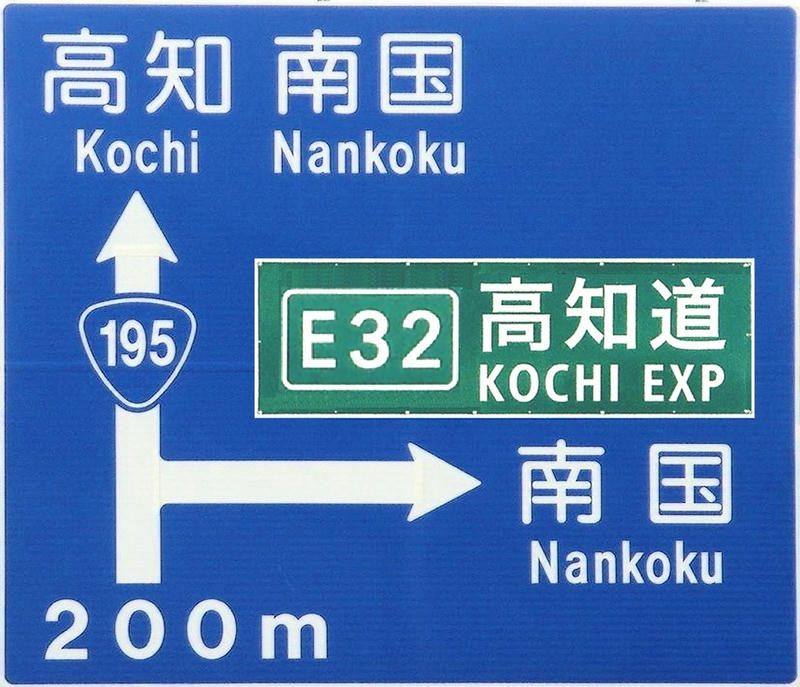 高知 南国
Kochi Nankoku
195
E32 高知道
KOCHI EXP
南国
Nankoku
200m